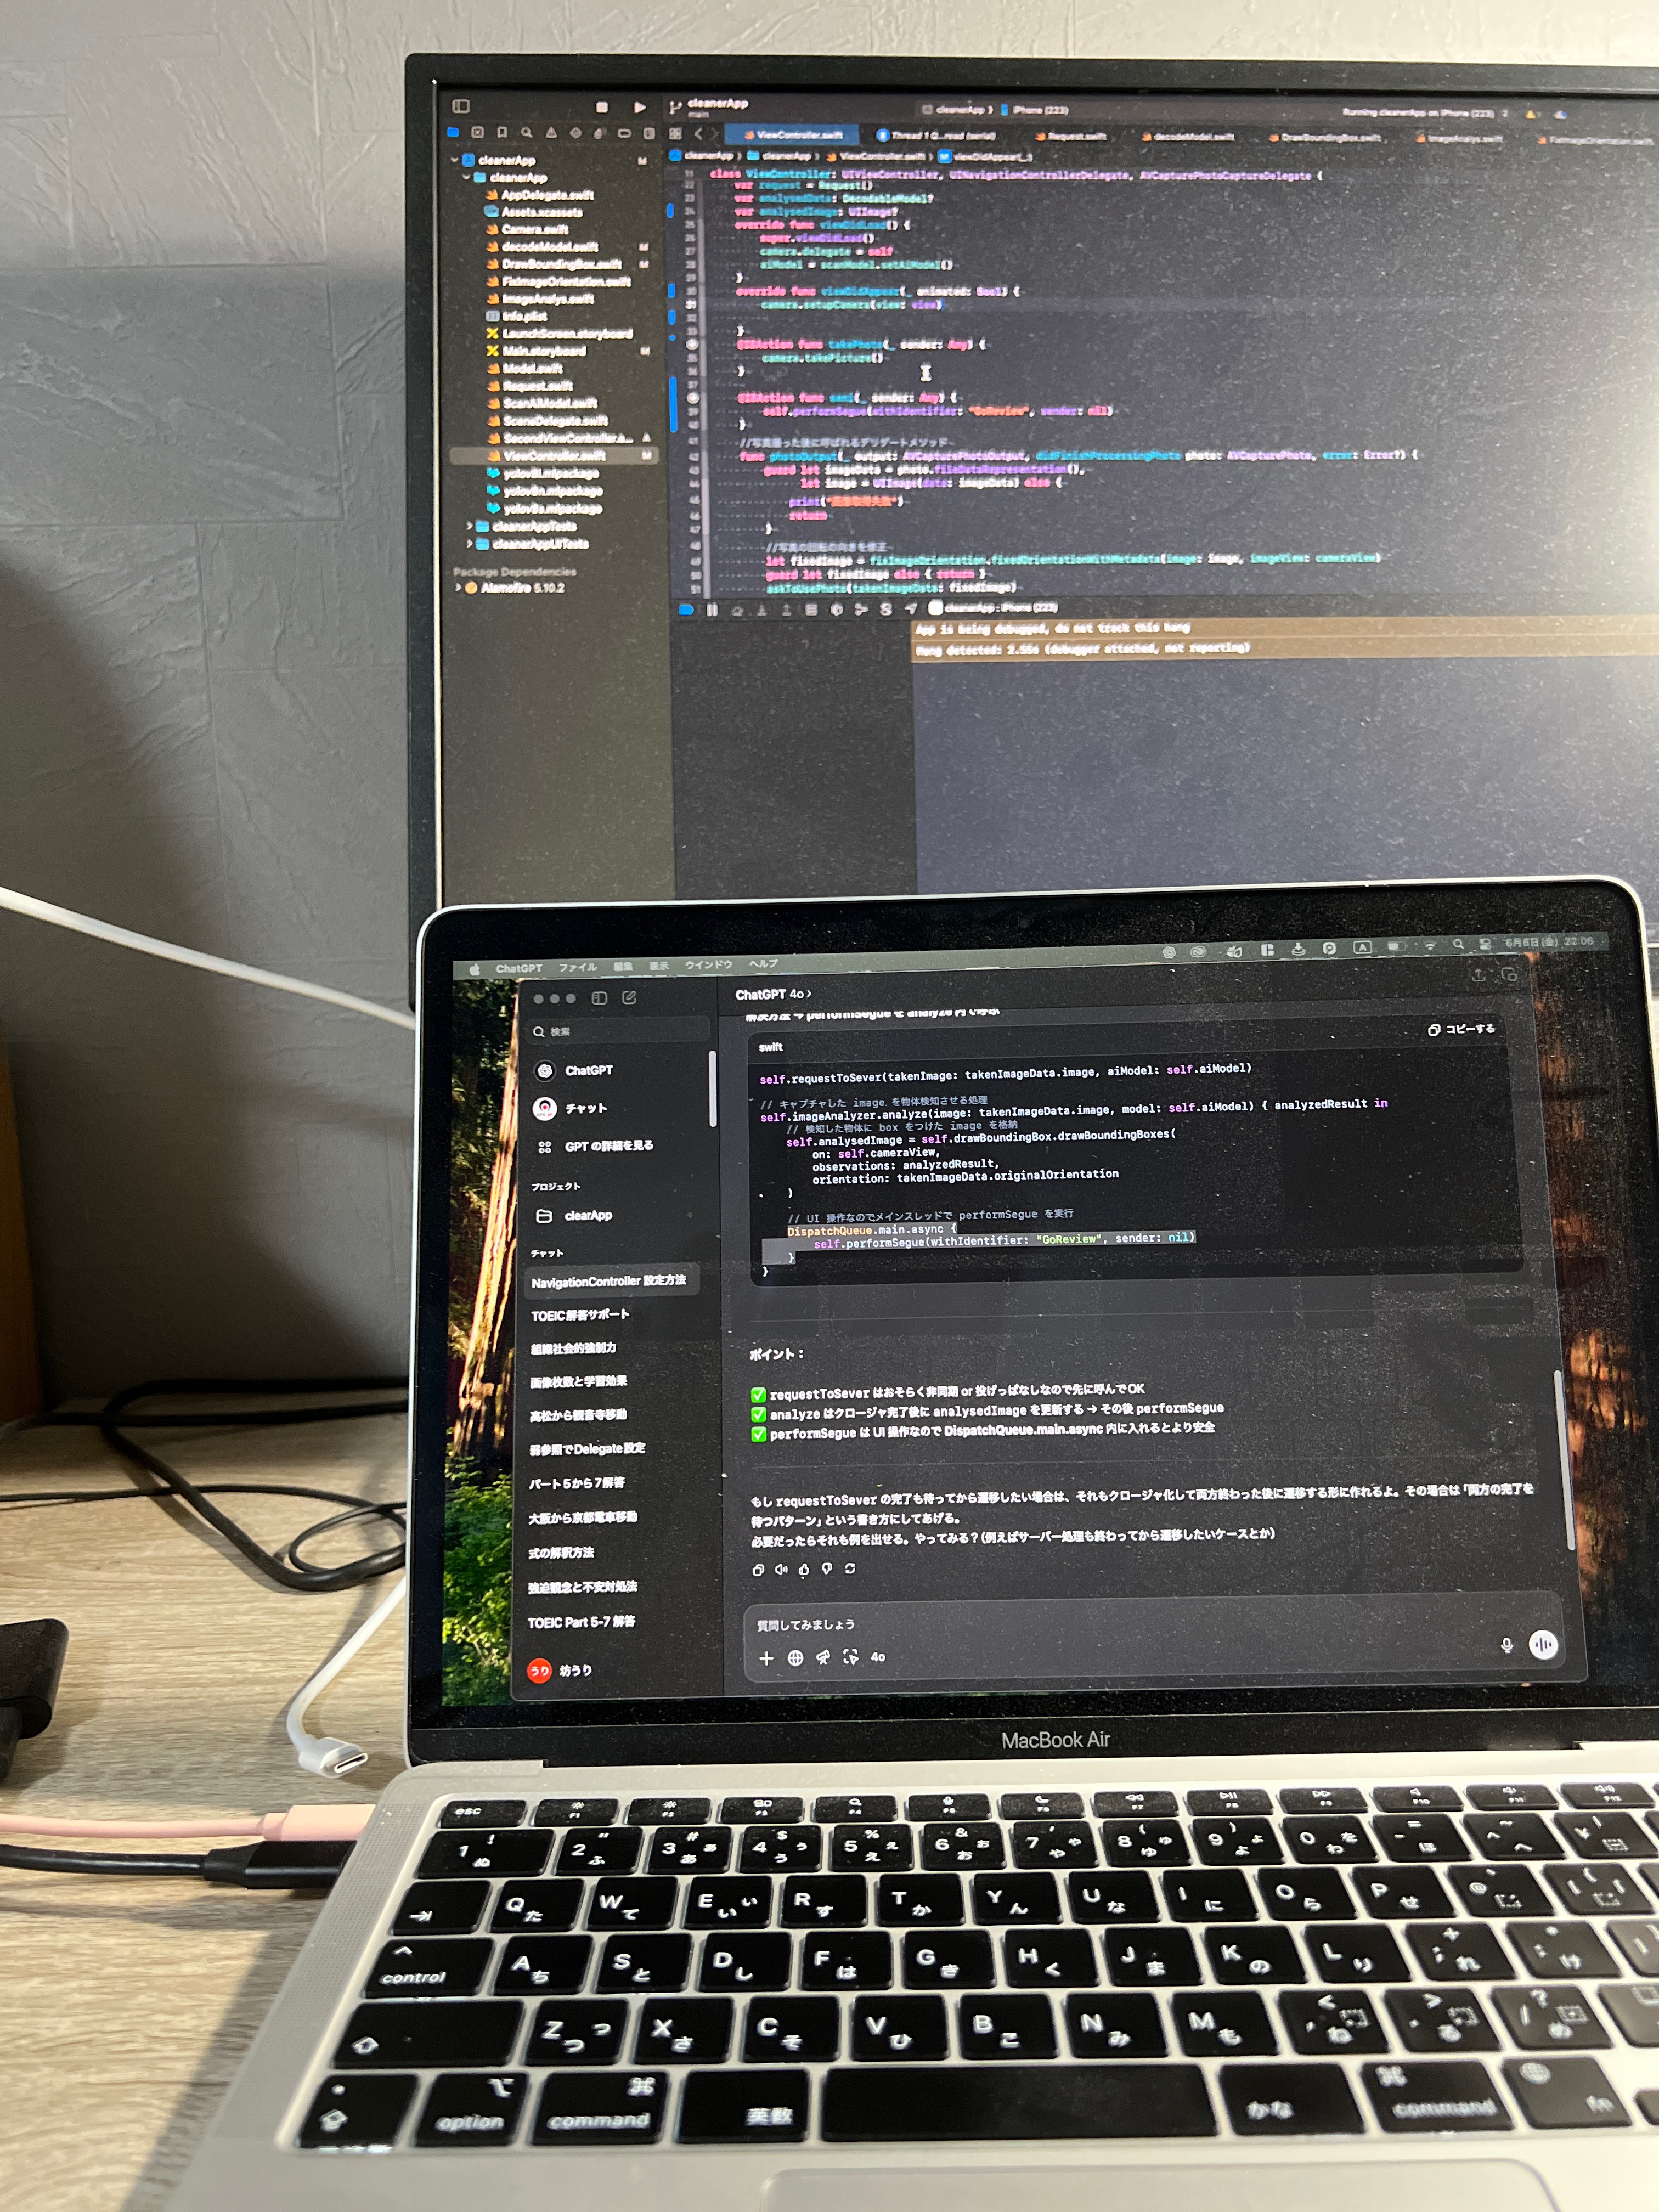 cleanerApp
main
cleanerApp 〉 iPhone (223)
Running cleanerApp on iPhone (223)
ViewController.swift
Request.swift
decodeModel.swift
DrawBoundingBox.swift
ImageAnalys.swift
cleanerApp 〉 cleanerApp 〉 ViewController.swift 〉
cleanerApp M
cleanerApp
AppDelegate.swift
Assets.xcassets
Camera.swift
decodeModel.swift M
DrawBoundingBox.swift M
FixImageOrientation.swift
ImageAnalys.swift
Info.plist
LaunchScreen.storyboard
Main.storyboard M
Model.swift
Request.swift
ScanAiModel.swift
SceneDelegate.swift
SecondViewController.s... A
ViewController.swift M
yolov8l.mlpackage
yolov8n.mlpackage
yolov8s.mlpackage
cleanerAppTests
cleanerAppUITests
Package Dependencies
Alamofire 5.10.2
class ViewController: UIViewController, UINavigationControllerDelegate, AVCapturePhotoCaptureDelegate {
var request = Request()
var analysedData: DecodableModel?
var analysedImage: UIImage?
override func viewDidLoad() {
super.viewDidLoad()
camera.delegate = self
aiModel = scanModel.setAiModel()
}
override func viewDidAppear(_ animated: Bool) {
camera.setupCamera(view: view)
}
@IBAction func takePhoto(_ sender: Any) {
camera.takePicture()
}
@IBAction func semi(_ sender: Any) {
self.performSegue(withIdentifier: "GoReview", sender: nil)
}
//写真撮った後に呼ばれるデリゲートメソッド
func photoOutput(_ output: AVCapturePhotoOutput, didFinishProcessingPhoto photo: AVCapturePhoto, error: Error?) {
guard let imageData = photo.fileDataRepresentation(),
let image = UIImage(data: imageData) else {
return
}
//写真の回転の向きを修正
let fixedImage = fixImageOrientation.fixedOrientationWithMetadata(image: image, imageView: cameraView)
guard let fixedImage else { return }
askToUsePhoto(takenImageData: fixedImage)
cleanerApp : iPhone (223)
App is being debugged, do not track this hang
Hang detected: 2.55s (debugger attached, not reporting)
ChatGPT ファイル 編集 表示 ウインドウ ヘルプ
A 6月6日(金) 22:06
検索
ChatGPT
チャット
GPT の詳細を見る
プロジェクト
clearApp
チャット
NavigationController 設定方法
TOEIC解答サポート
組織社会的強制力
画像枚数と学習効果
高松から観音寺移動
弱参照でDelegate設定
パート5から7解答
大阪から京都電車移動
式の解釈方法
強迫観念と不安対処法
TOEIC Part 5-7 解答
うり 坊うり
ChatGPT 4o 〉
解決方法 → performSegue を analyze 内で呼ぶ
swift
コピーする
self.requestToSever(takenImage: takenImageData.image, aiModel: self.aiModel)
// キャプチャした image を物体検知させる処理
self.imageAnalyzer.analyze(image: takenImageData.image, model: self.aiModel) { analyzedResult in
// 検知した物体に box をつけた image を格納
self.analysedImage = self.drawBoundingBox.drawBoundingBoxes(
on: self.cameraView,
observations: analyzedResult,
orientation: takenImageData.originalOrientation
)
// UI 操作なのでメインスレッドで performSegue を実行
DispatchQueue.main.async {
self.performSegue(withIdentifier: "GoReview", sender: nil)
}
}
ポイント：
✅ requestToSever はおそらく非同期 or 投げっぱなしなので先に呼んでOK
✅ analyze はクロージャ完了後に analysedImage を更新する → その後 performSegue
✅ performSegue は UI 操作なので DispatchQueue.main.async 内に入れるとより安全
もし requestToSever の完了も待ってから遷移したい場合は、それもクロージャ化して両方終わった後に遷移する形に作れるよ。その場合は「両方の完了を
待つパターン」という書き方にしてあげる。
必要だったらそれも例を出せる。やってみる？（例えばサーバー処理も終わってから遷移したいケースとか）
質問してみましょう
4o
MacBook Air
esc F1 F2 F3 F4 F5 F6 F7 F8 F9 F10 F11 F12
1 ! ぬ 2 " ふ 3 # あ ぁ 4 $ う ぅ 5 % え ぇ 6 & お ぉ 7 ' や ゃ 8 ( ゆ ゅ 9 ) よ ょ 0 を わ - = ほ ^ ~ へ ¥
Q た W て E い ぃ R す T か Y ん U な I に O ら P せ @ [
control A ち S と D し F は G き H く J ま K の L り ; + れ : * け ]
Z つ っ X さ C そ V ひ B こ N み M も , < ね . > る / ? め
option command 英数 かな command fn